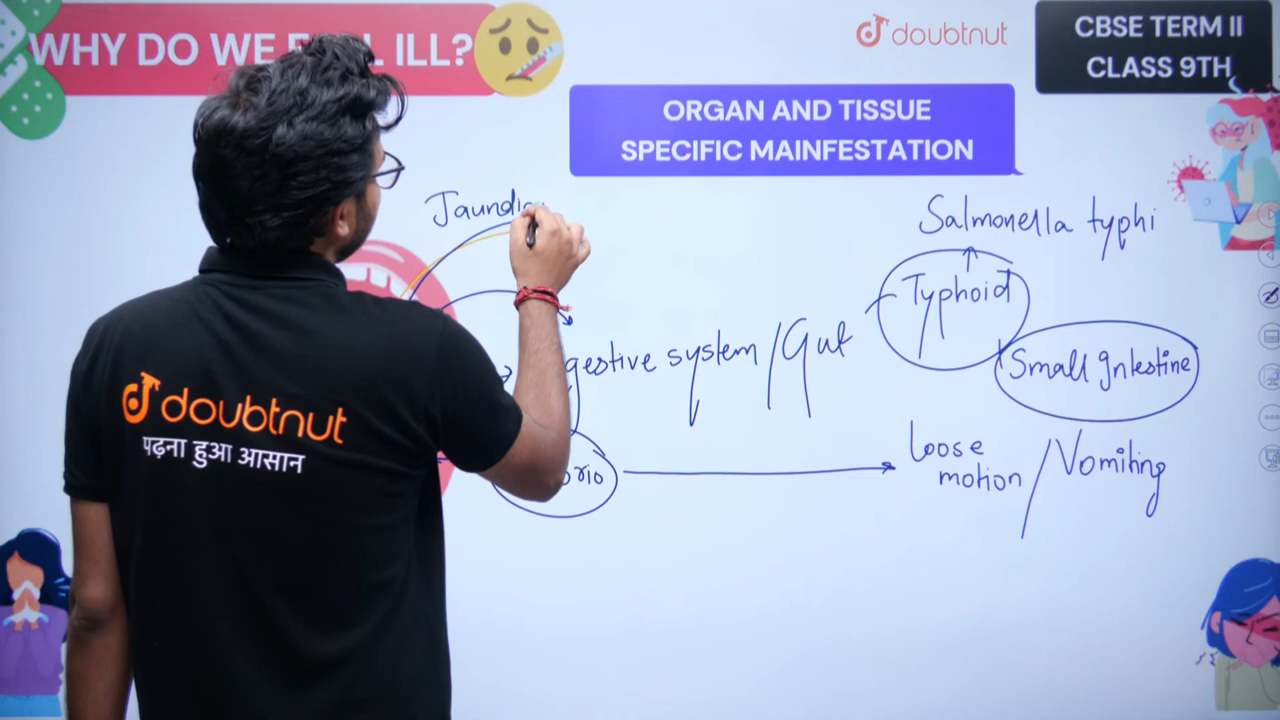 WHY DO WE ILL?
doubtnut
CBSE TERM II
CLASS 9TH
ORGAN AND TISSUE
SPECIFIC MAINFESTATION
Salmonella typhi
Typhoid
System / Gut
Small Intestine
Loose
motion / Vomiting
doubtnut
पढ़ना हुआ आसान